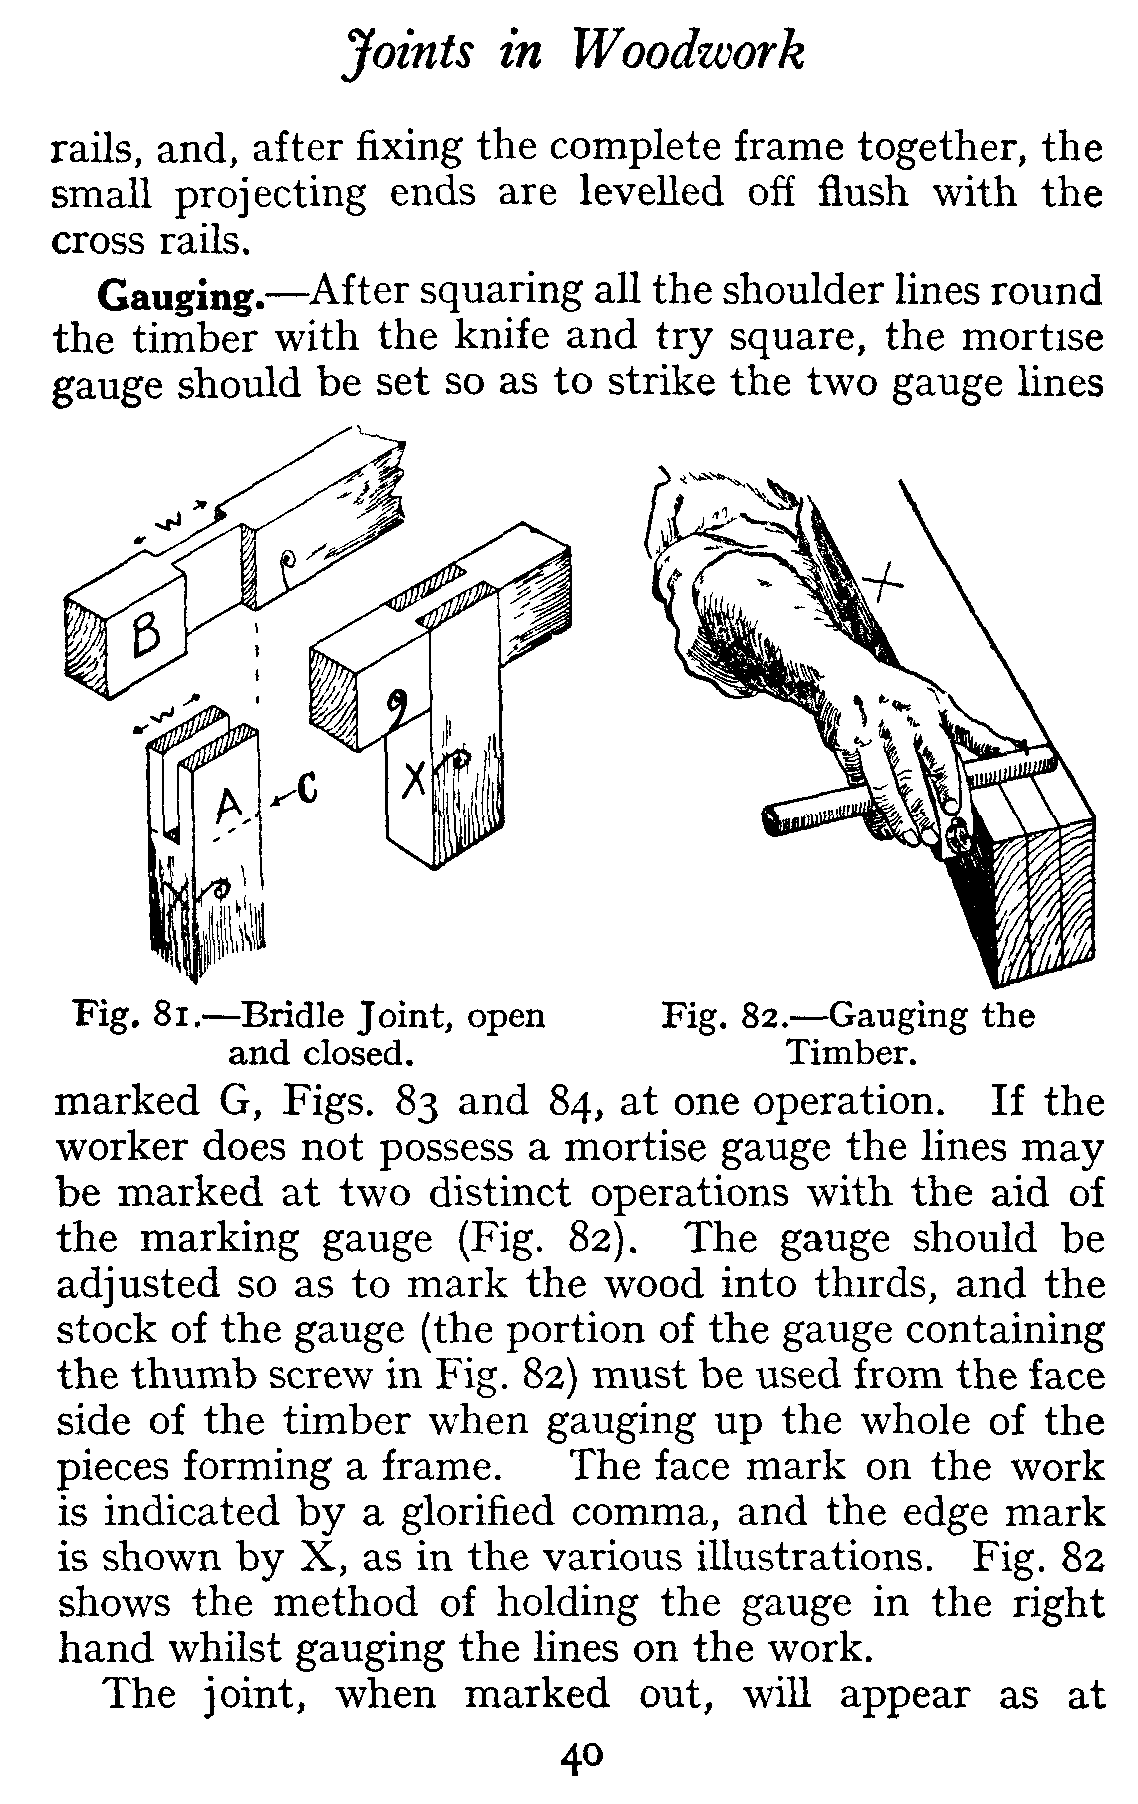 Joints in Woodwork
rails, and, after fixing the complete frame together, the
small projecting ends are levelled off flush with the
cross rails.
Gauging.—After squaring all the shoulder lines round
the timber with the knife and try square, the mortise
gauge should be set so as to strike the two gauge lines
W
B
W
A
C
X
X
X
Fig. 81.—Bridle Joint, open
and closed.
Fig. 82.—Gauging the
Timber.
marked G, Figs. 83 and 84, at one operation. If the
worker does not possess a mortise gauge the lines may
be marked at two distinct operations with the aid of
the marking gauge (Fig. 82). The gauge should be
adjusted so as to mark the wood into thirds, and the
stock of the gauge (the portion of the gauge containing
the thumb screw in Fig. 82) must be used from the face
side of the timber when gauging up the whole of the
pieces forming a frame. The face mark on the work
is indicated by a glorified comma, and the edge mark
is shown by X, as in the various illustrations. Fig. 82
shows the method of holding the gauge in the right
hand whilst gauging the lines on the work.
The joint, when marked out, will appear as at
40